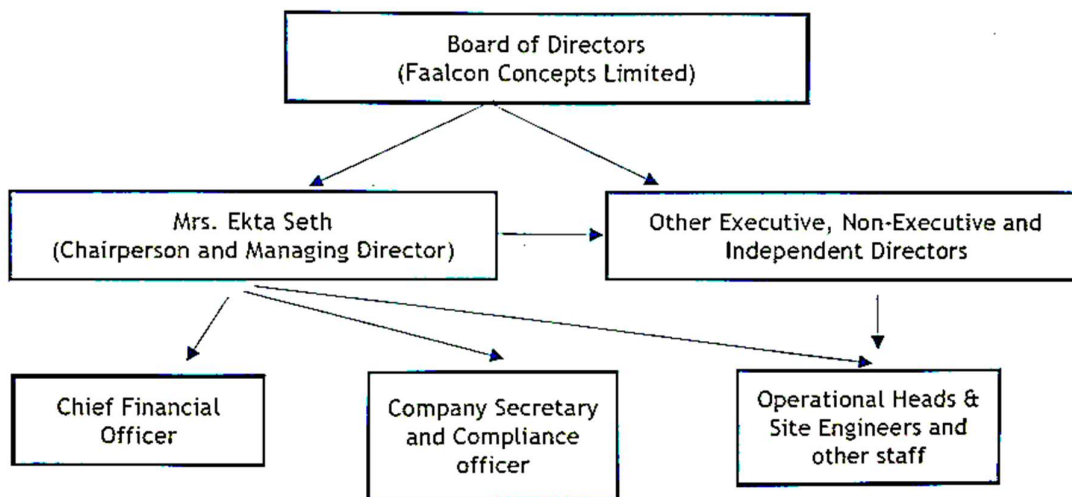 Board of Directors
(Faalcon Concepts Limited)
Mrs. Ekta Seth
(Chairperson and Managing Director)
Other Executive, Non-Executive and
Independent Directors
Chief Financial
Officer
Company Secretary
and Compliance
officer
Operational Heads &
Site Engineers and
other staff